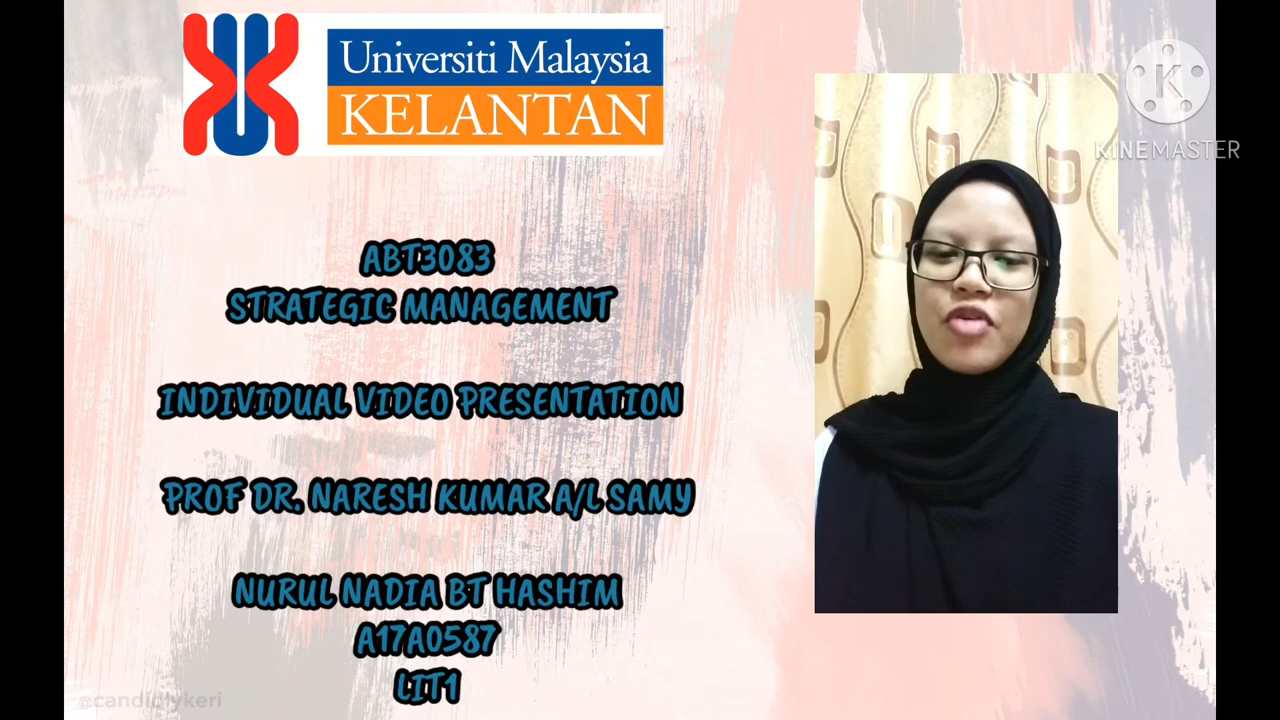 Universiti Malaysia
KELANTAN
K
KINEMASTER
ABT3083
STRATEGIC MANAGEMENT
INDIVIDUAL VIDEO PRESENTATION
PROF DR. NARESH KUMAR A/L SAMY
NURUL NADIA BT HASHIM
A17A0587
LIT1
@candidlykeri